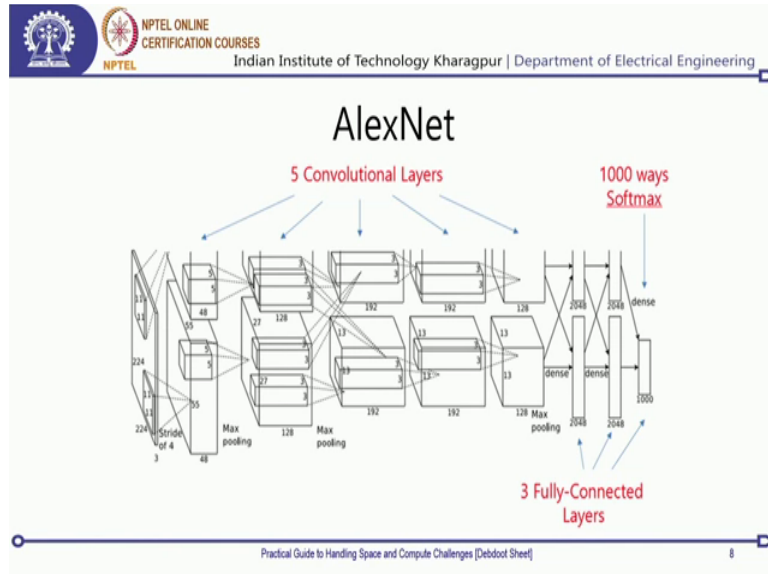 NPTEL ONLINE
CERTIFICATION COURSES
NPTEL
Indian Institute of Technology Kharagpur | Department of Electrical Engineering
AlexNet
5 Convolutional Layers
1000 ways
Softmax
11
11
224
11
11
224
3
Stride
of 4
5
5
48
55
5
5
55
48
Max
pooling
3
3
128
27
3
3
27
3
3
128
Max
pooling
3
3
192
13
13
3
3
192
3
3
192
13
13
3
3
192
128
13
13
128
Max
pooling
2048
2048
dense
dense
dense
2048
2048
1000
3 Fully-Connected
Layers
Practical Guide to Handling Space and Compute Challenges [Debdoot Sheet]
8